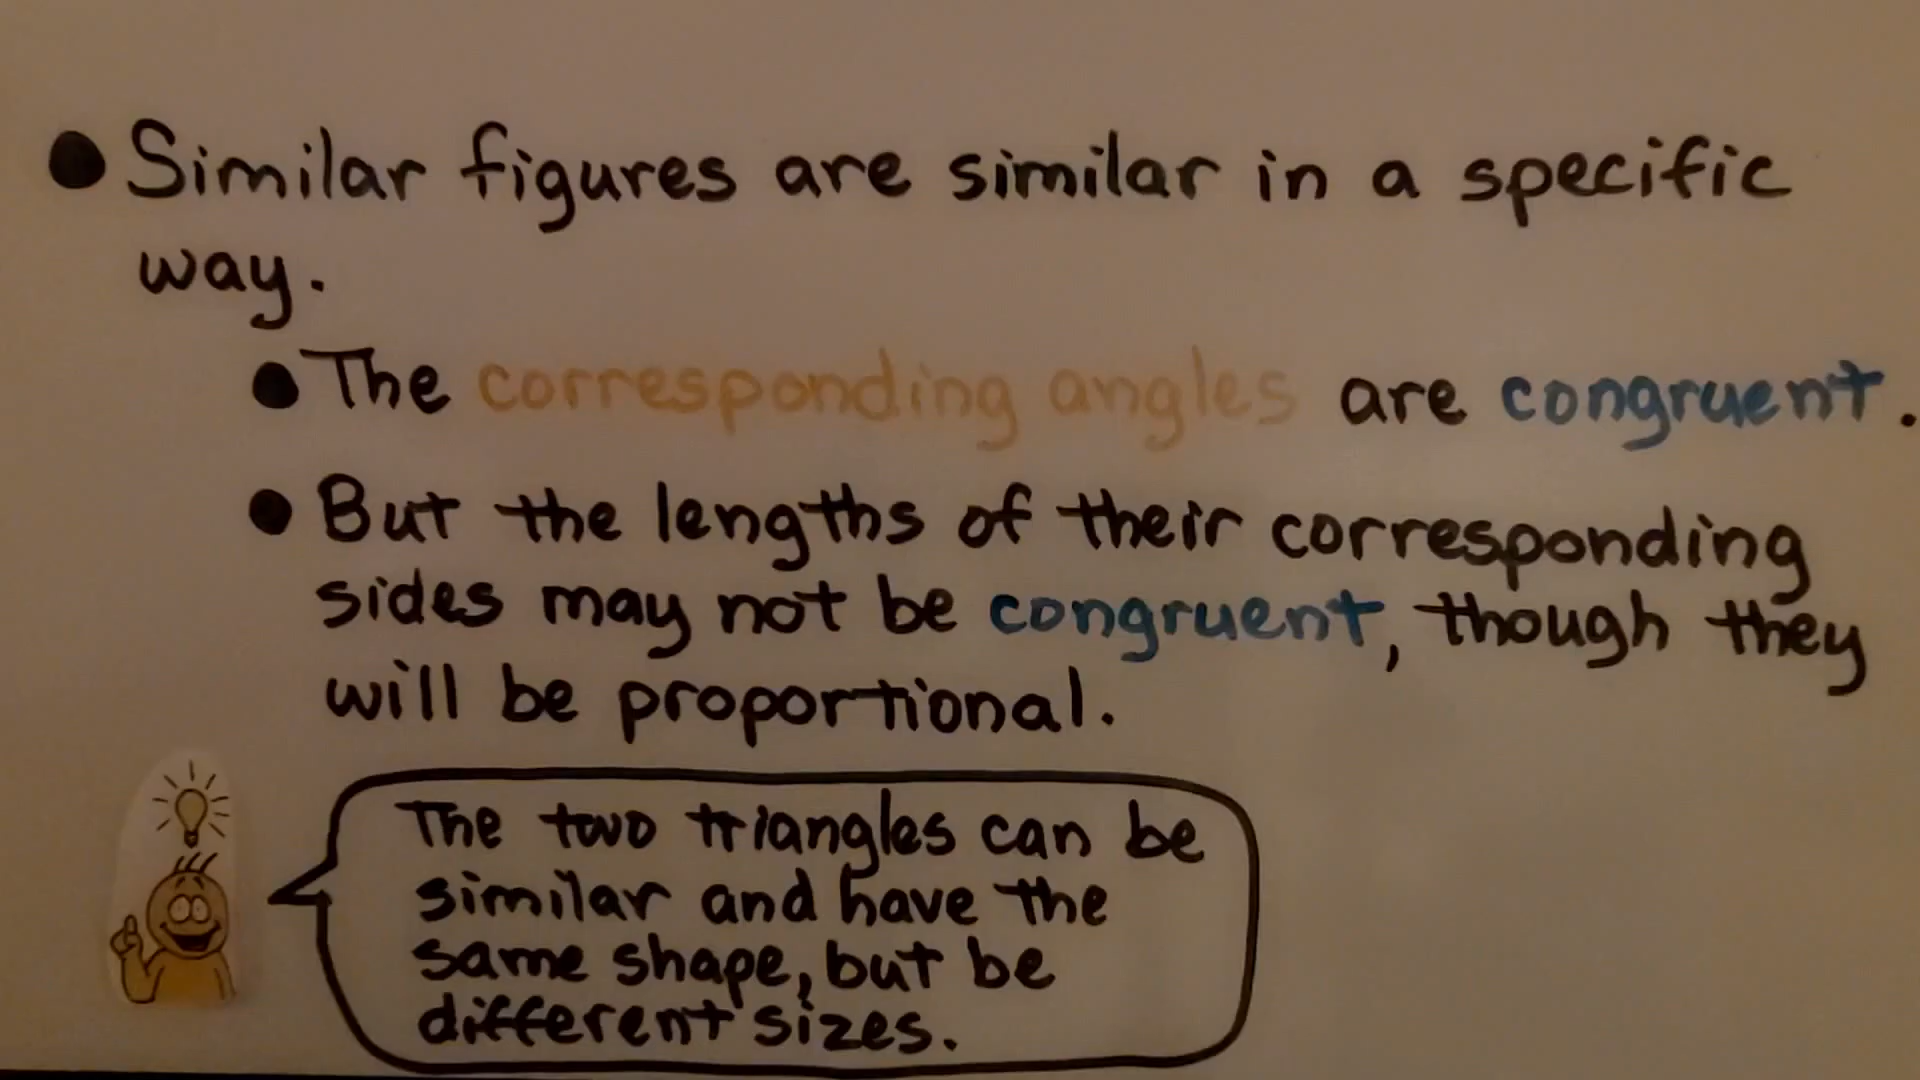 ● Similar figures are similar in a specific
way.
● The corresponding angles are congruent.
● But the lengths of their corresponding
sides may not be congruent, though they
will be proportional.
The two triangles can be
similar and have the
same shape, but be
different sizes.